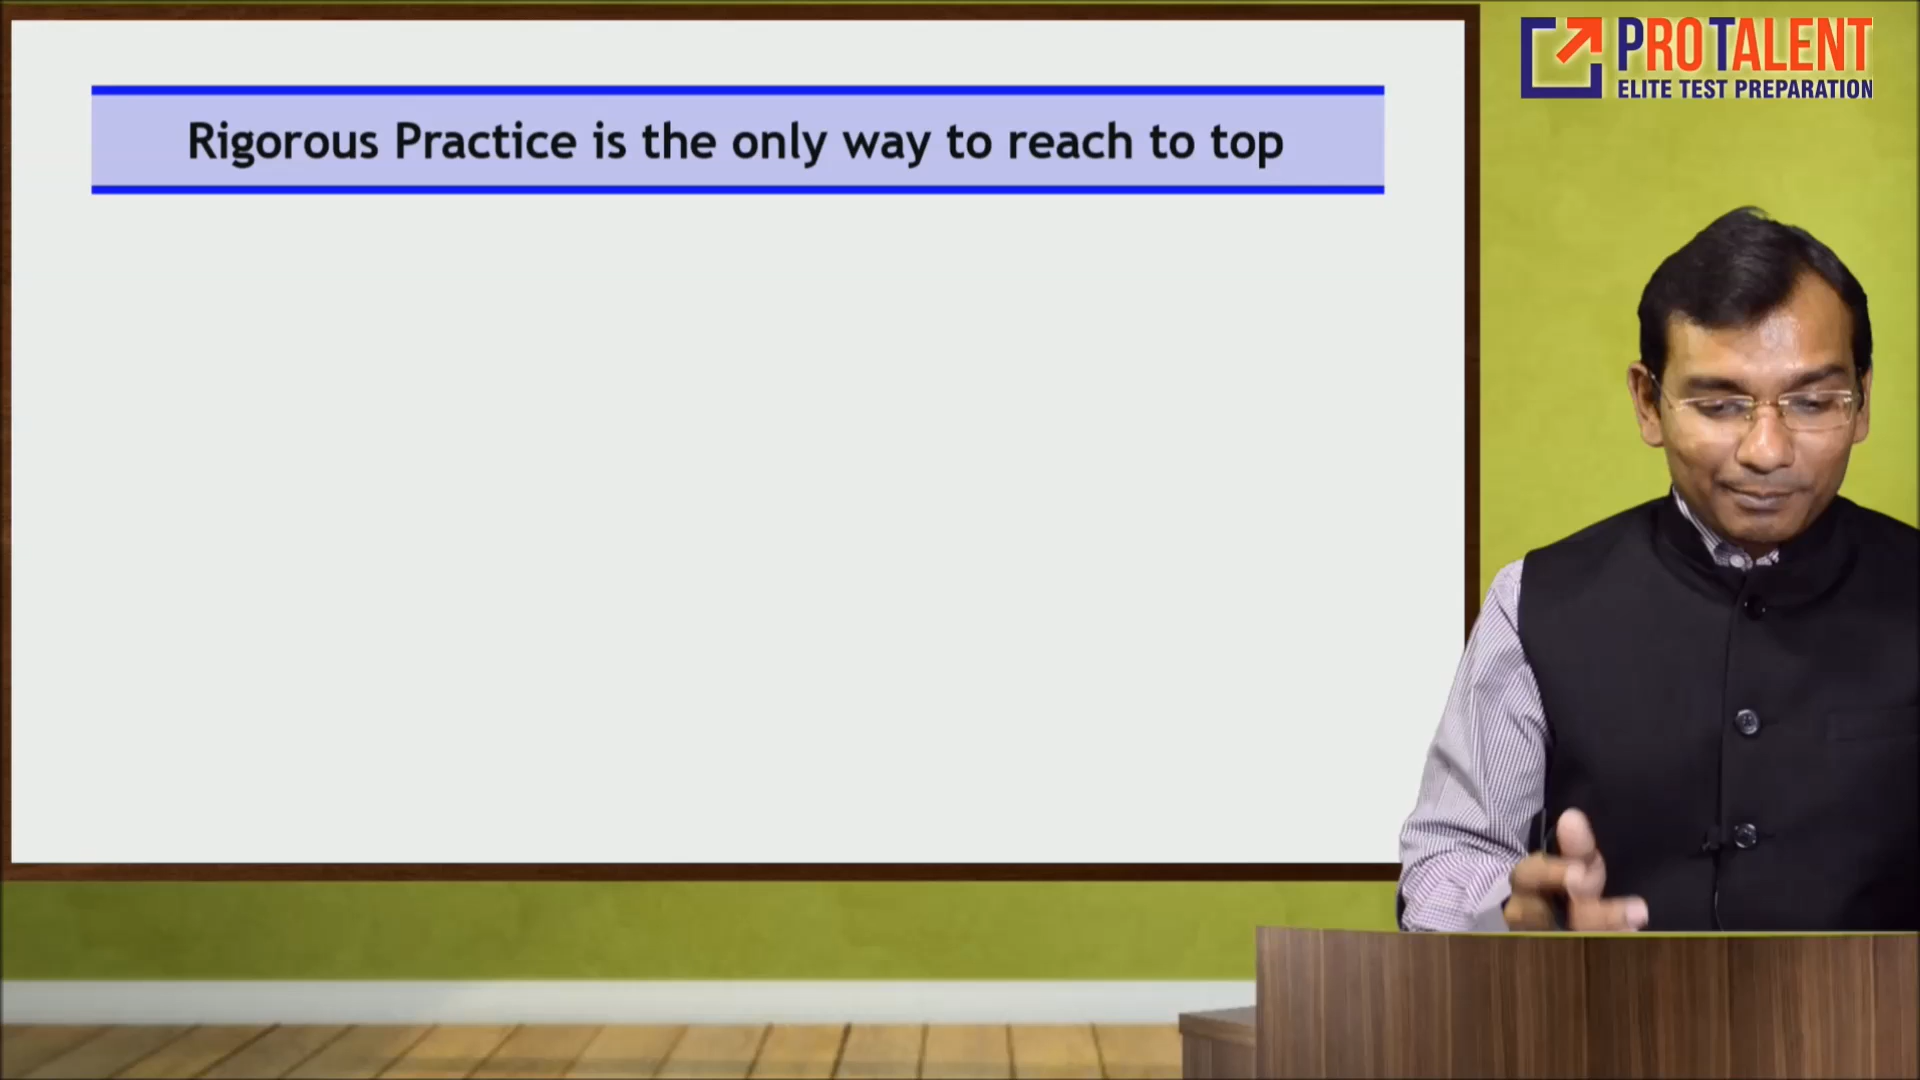 PROTALENT
ELITE TEST PREPARATION
Rigorous Practice is the only way to reach to top